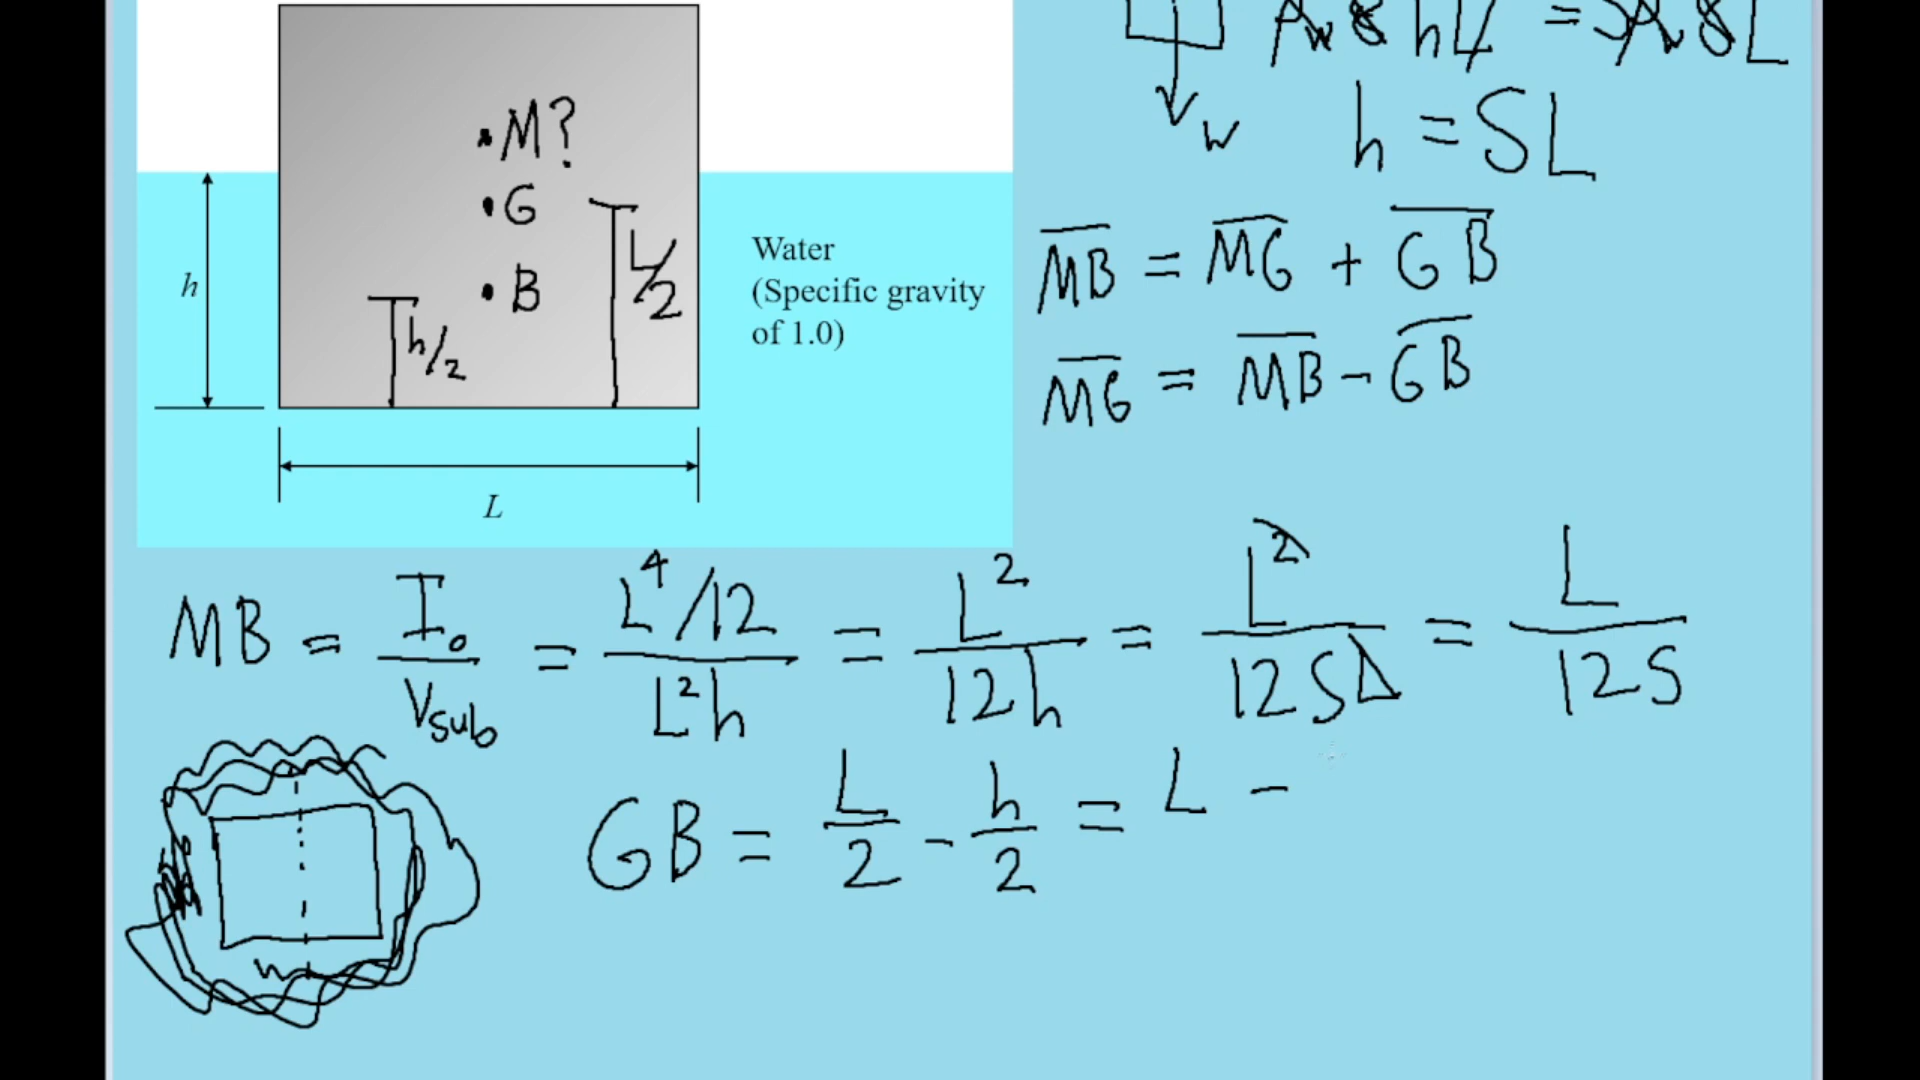 M?
G
B
h
h/2
L/2
Water
(Specific gravity
of 1.0)
L
h = SL
W
MB = MG + GB
MG = MB - GB
MB = I₀/Vsub = L⁴/12 / L²h = L²/12h = L²/12SL = L/12S
GB = L/2 - h/2 = L -